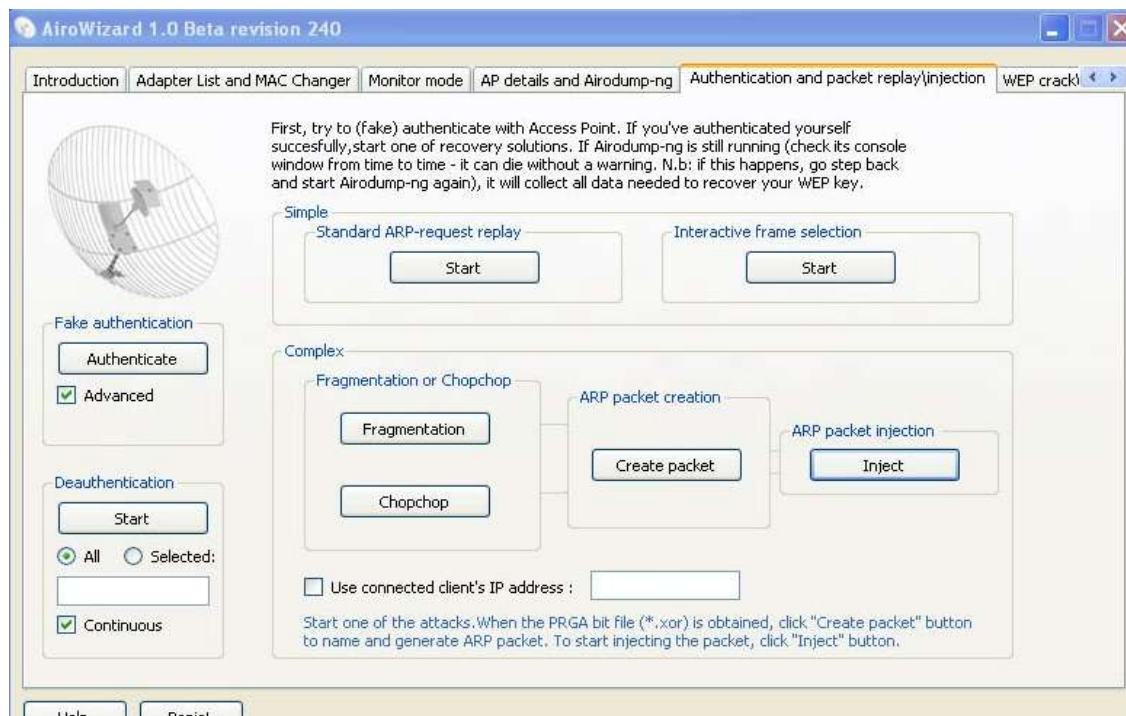 AiroWizard 1.0 Beta revision 240
Introduction
Adapter List and MAC Changer
Monitor mode
AP details and Airodump-ng
Authentication and packet replay\injection
WEP crack\
First, try to (fake) authenticate with Access Point. If you've authenticated yourself
succesfully,start one of recovery solutions. If Airodump-ng is still running (check its console
window from time to time - it can die without a warning. N.b: if this happens, go step back
and start Airodump-ng again), it will collect all data needed to recover your WEP key.
Simple
Standard ARP-request replay
Start
Interactive frame selection
Start
Fake authentication
Authenticate
Advanced
Deauthentication
Start
All
Selected:
Continuous
Complex
Fragmentation or Chopchop
Fragmentation
Chopchop
ARP packet creation
Create packet
ARP packet injection
Inject
Use connected client's IP address :
Start one of the attacks.When the PRGA bit file (*.xor) is obtained, click "Create packet" button
to name and generate ARP packet. To start injecting the packet, click "Inject" button.
Help